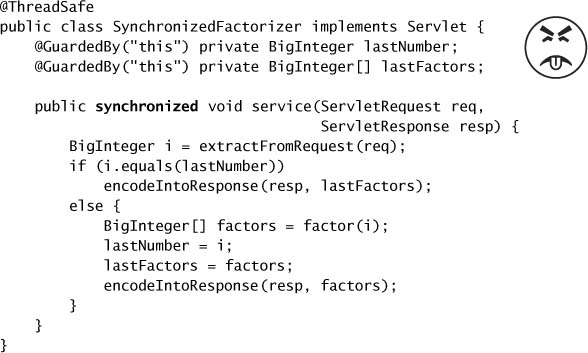 @ThreadSafe
public class SynchronizedFactorizer implements Servlet {
    @GuardedBy("this") private BigInteger lastNumber;
    @GuardedBy("this") private BigInteger[] lastFactors;

    public synchronized void service(ServletRequest req,
                                     ServletResponse resp) {
        BigInteger i = extractFromRequest(req);
        if (i.equals(lastNumber))
            encodeIntoResponse(resp, lastFactors);
        else {
            BigInteger[] factors = factor(i);
            lastNumber = i;
            lastFactors = factors;
            encodeIntoResponse(resp, factors);
        }
    }
}